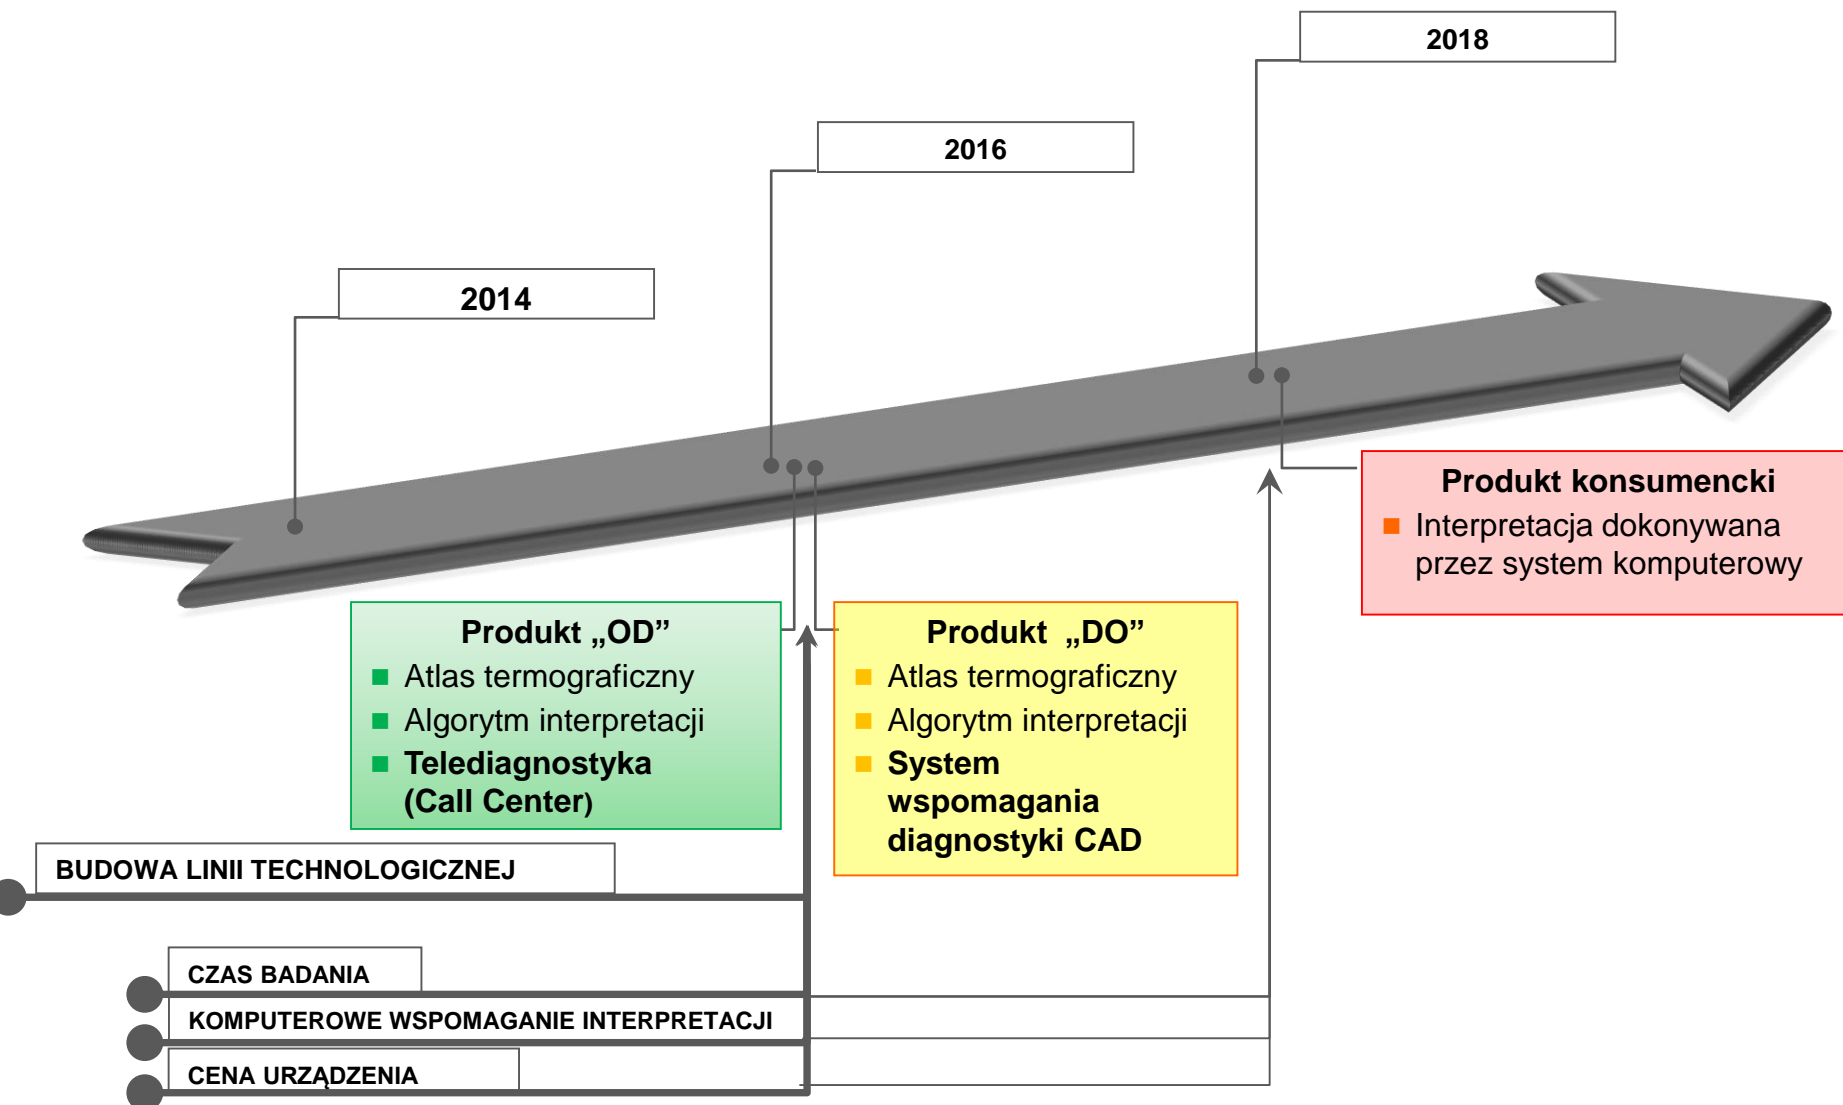 2018
2016
2014
Produkt konsumencki
Interpretacja dokonywana
przez system komputerowy
Produkt „OD”
Atlas termograficzny
Algorytm interpretacji
Telediagnostyka
(Call Center)
Produkt „DO”
Atlas termograficzny
Algorytm interpretacji
System
wspomagania
diagnostyki CAD
BUDOWA LINII TECHNOLOGICZNEJ
CZAS BADANIA
KOMPUTEROWE WSPOMAGANIE INTERPRETACJI
CENA URZĄDZENIA